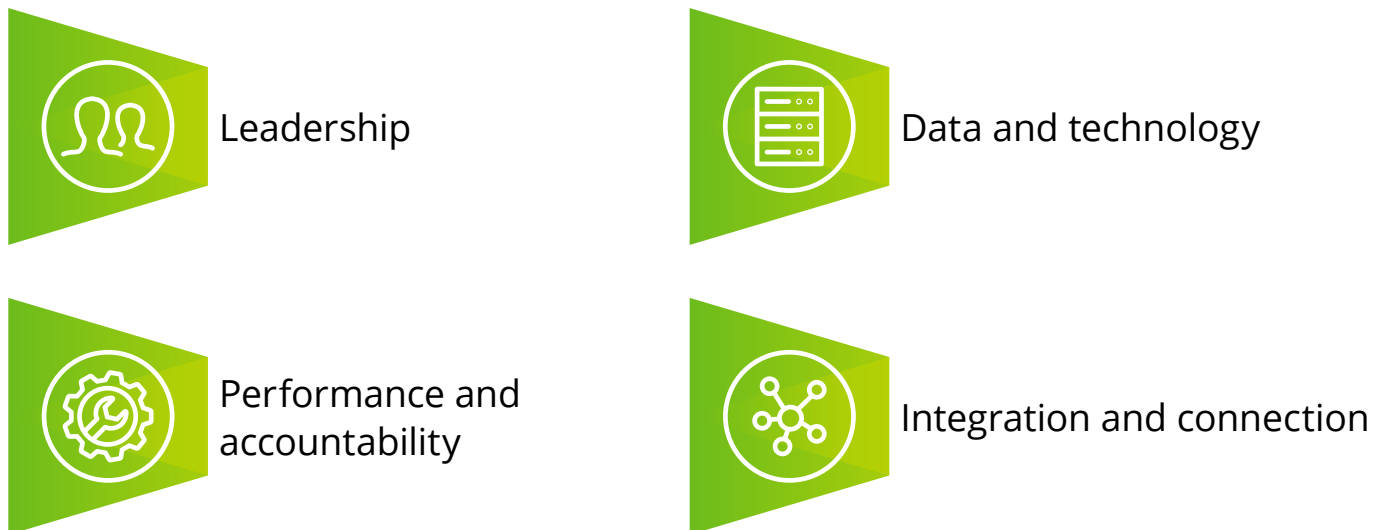 Leadership
Data and technology
Performance and
accountability
Integration and connection